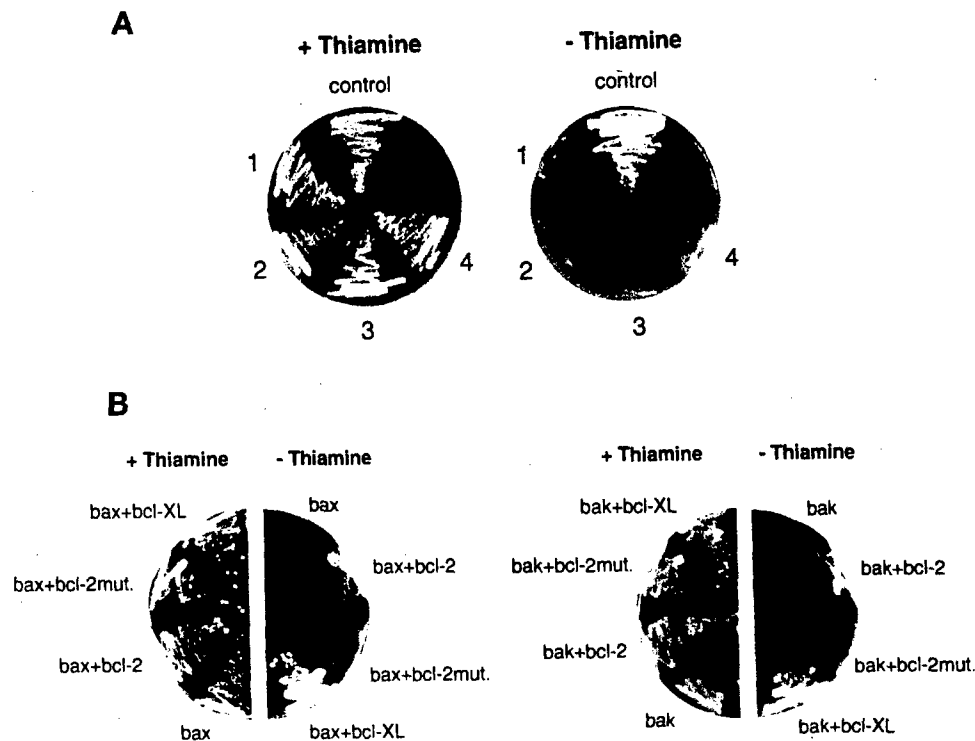 A
+ Thiamine
- Thiamine
control
control
1
2
3
4
1
2
3
4
B
+ Thiamine
- Thiamine
bax+bcl-XL
bax
bax+bcl-2mut.
bax+bcl-2
bax+bcl-2
bax+bcl-2mut.
bax
bax+bcl-XL
+ Thiamine
- Thiamine
bak+bcl-XL
bak
bak+bcl-2mut.
bak+bcl-2
bak+bcl-2
bak+bcl-2mut.
bak
bak+bcl-XL